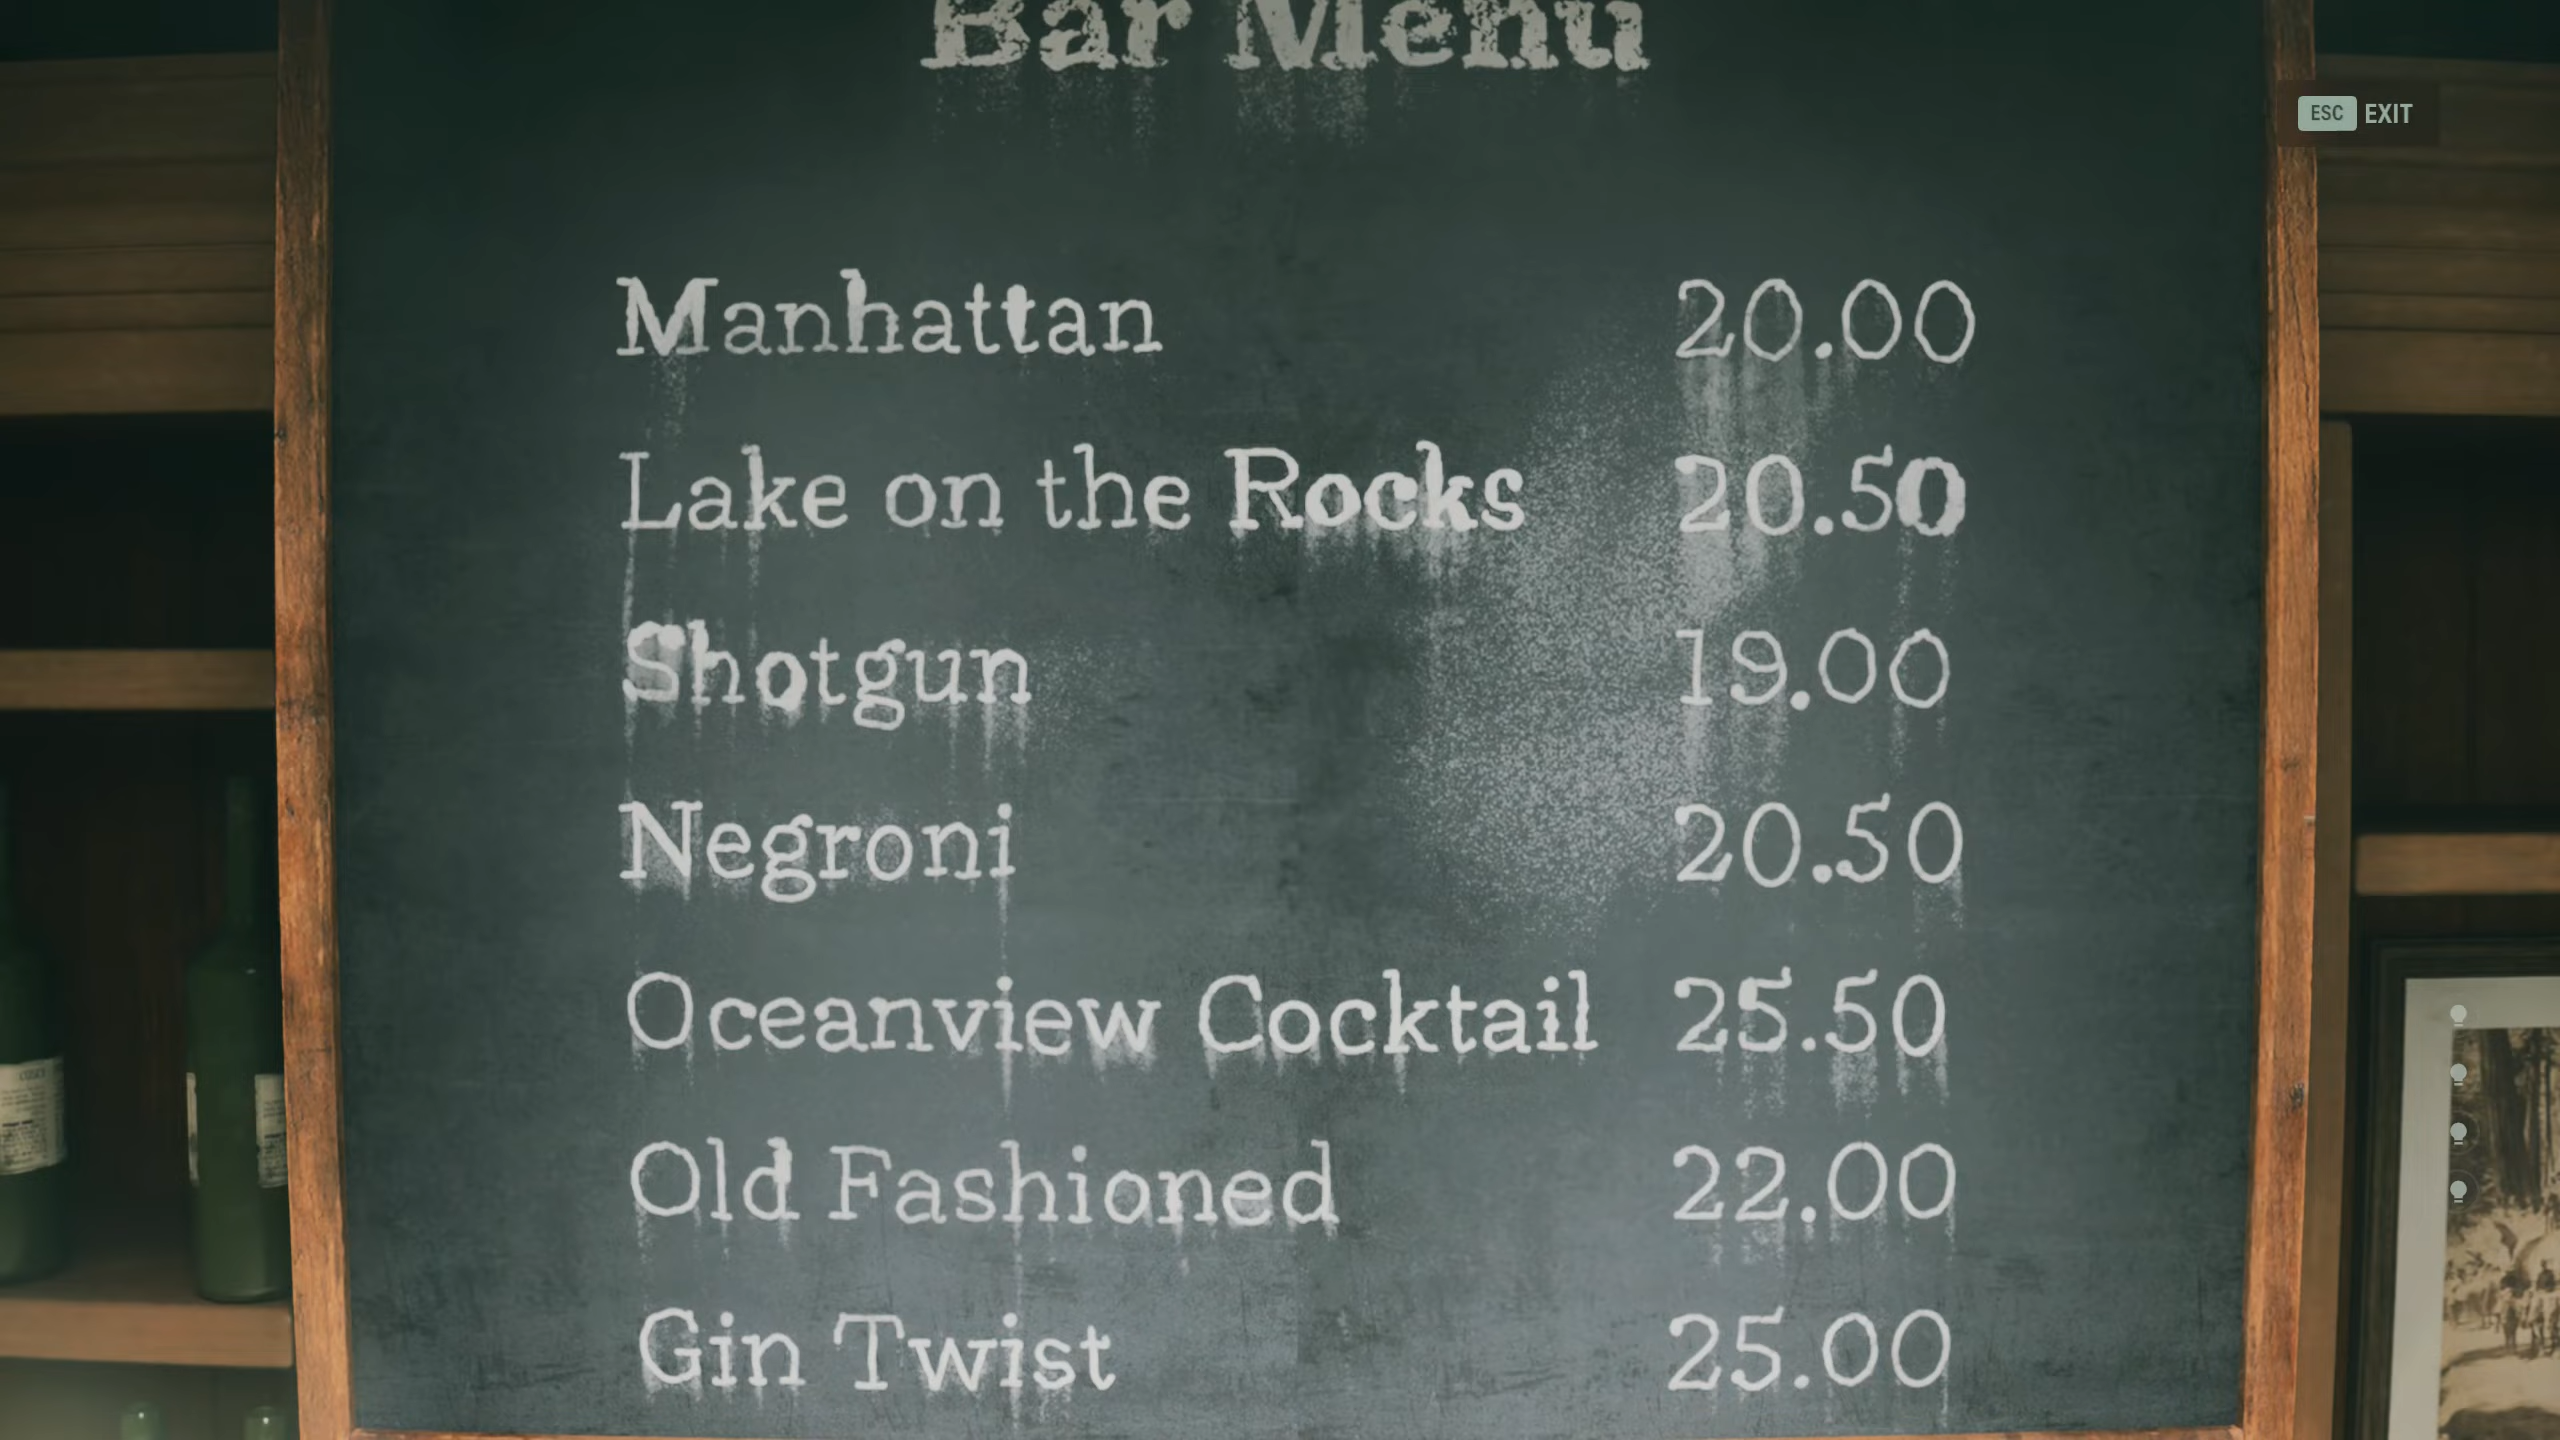 Bar Menu
ESC EXIT
Manhattan 20.00
Lake on the Rocks 20.50
Shotgun 19.00
Negroni 20.50
Oceanview Cocktail 25.50
Old Fashioned 22.00
Gin Twist 25.00